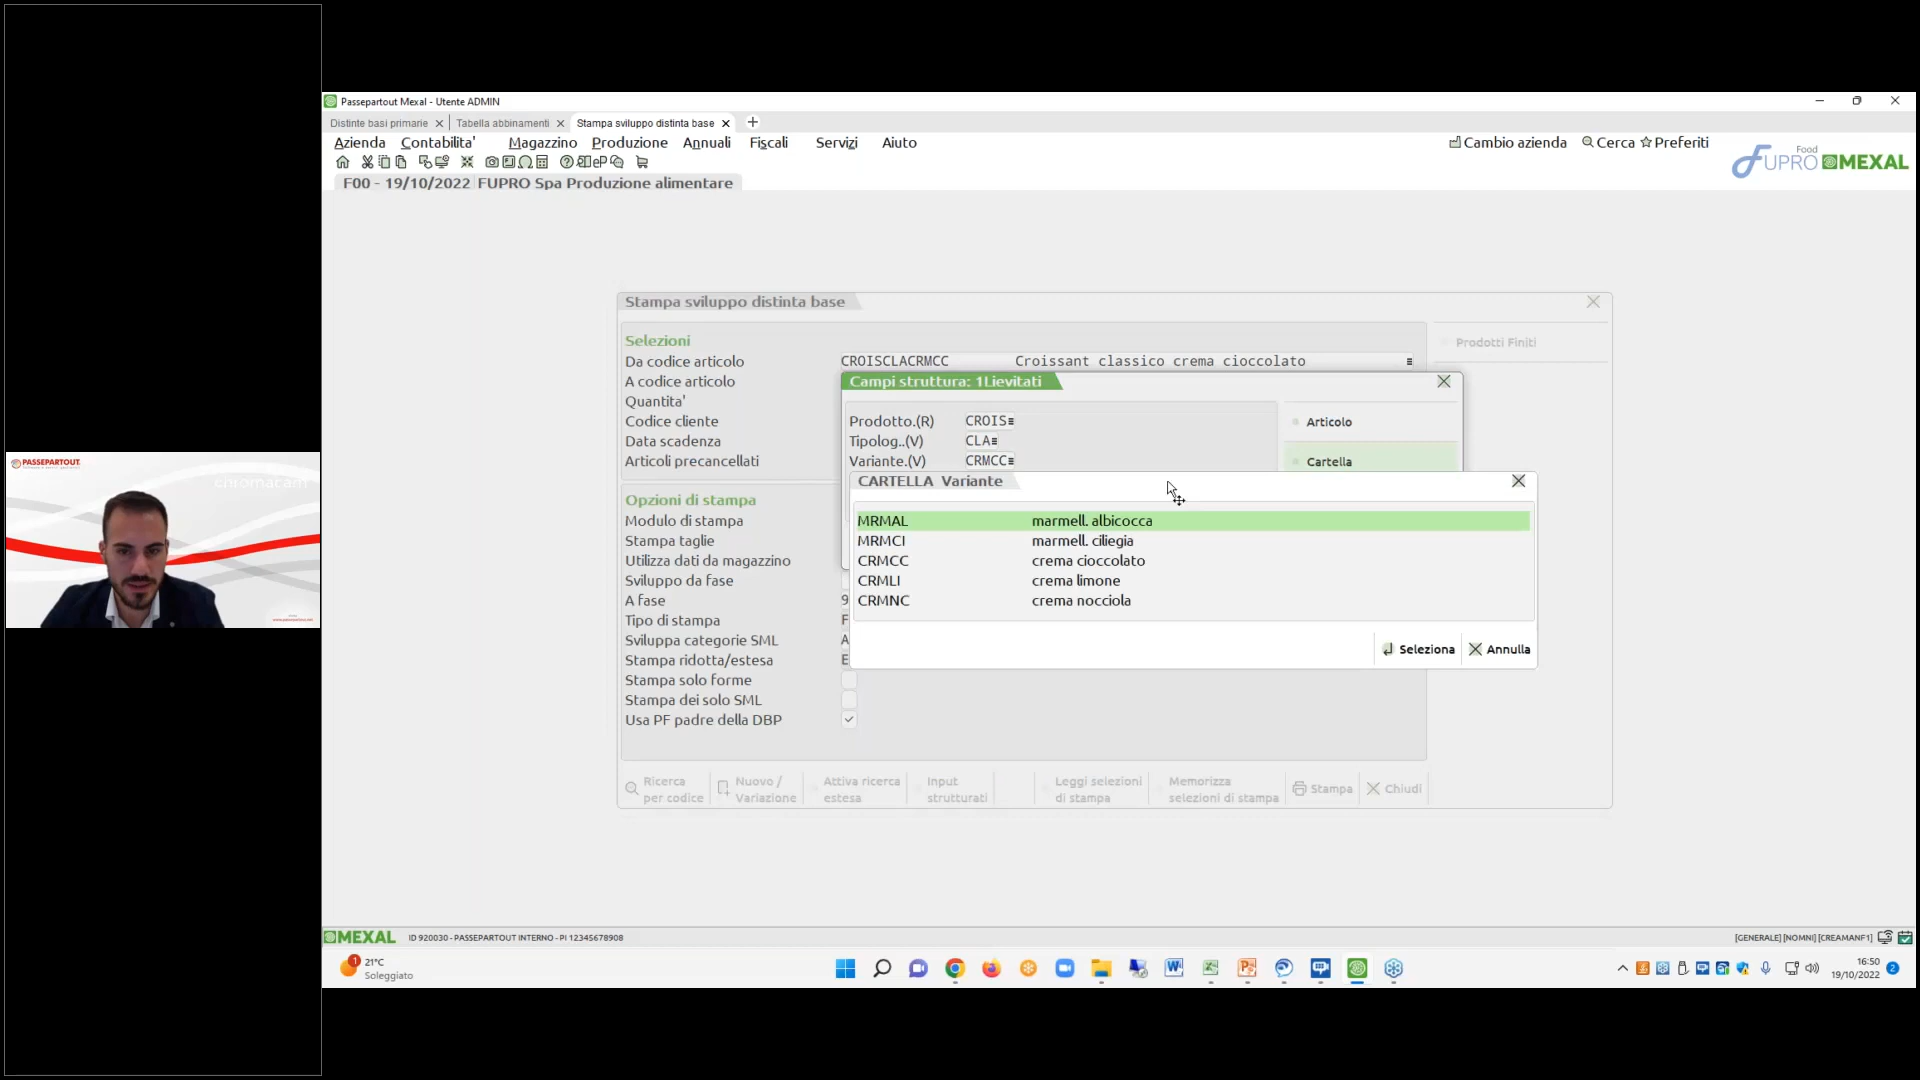 PASSEPARTOUT
chromacam
Passepartout Mexal - Utente ADMIN
Distinte basi primarie
Tabella abbinamenti
Stampa sviluppo distinta base
Azienda Contabilita' Magazzino Produzione Annuali Fiscali Servizi Aiuto
Cambio azienda Cerca Preferiti
Food
FUPRO MEXAL
F00 - 19/10/2022 FUPRO Spa Produzione alimentare
Stampa sviluppo distinta base
Selezioni
Prodotti Finiti
Da codice articolo CROISCLACRMCC Croissant classico crema cioccolato
A codice articolo
Quantita'
Codice cliente
Data scadenza
Articoli precancellati
Campi struttura: 1Lievitati
Prodotto.(R) CROIS
Articolo
Tipolog..(V) CLA
Variante.(V) CRMCC
Cartella
CARTELLA Variante
MRMAL marmell. albicocca
MRMCI marmell. ciliegia
CRMCC crema cioccolato
CRMLI crema limone
CRMNC crema nocciola
Seleziona Annulla
Opzioni di stampa
Modulo di stampa
Stampa taglie
Utilizza dati da magazzino
Sviluppo da fase
A fase 9
Tipo di stampa F
Sviluppa categorie SML A
Stampa ridotta/estesa E
Stampa solo forme
Stampa dei solo SML
Usa PF padre della DBP
Ricerca per codice
Nuovo / Variazione
Attiva ricerca estesa
Input strutturati
Leggi selezioni di stampa
Memorizza selezioni di stampa
Stampa
Chiudi
MEXAL ID 920030 - PASSEPARTOUT INTERNO - PI 12345678908
[GENERALE] [NOMNI] [CREAMANF1]
1
21°C
Soleggiato
16:50
19/10/2022
2